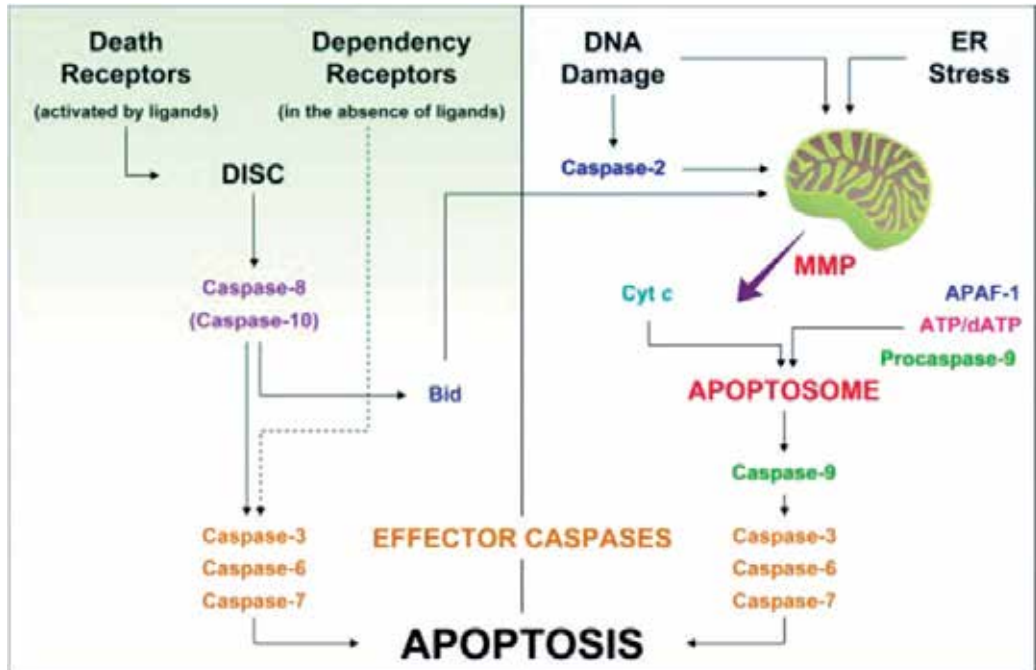 Death
Receptors
(activated by ligands)
Dependency
Receptors
(in the absence of ligands)
DISC
Caspase-8
(Caspase-10)
Bid
Caspase-3
Caspase-6
Caspase-7
DNA
Damage
ER
Stress
Caspase-2
MMP
Cyt c
APAF-1
ATP/dATP
Procaspase-9
APOPTOSOME
Caspase-9
EFFECTOR CASPASES
Caspase-3
Caspase-6
Caspase-7
APOPTOSIS